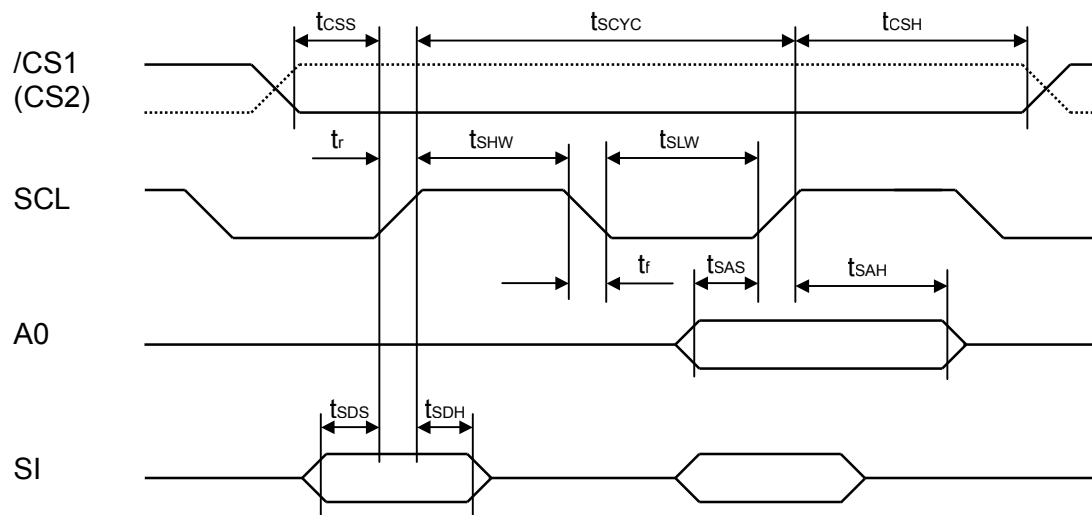 tCSS tSCYC tCSH
/CS1
(CS2)
tr tSHW tSLW
SCL
tf tSAS tSAH
A0
tSDS tSDH
SI